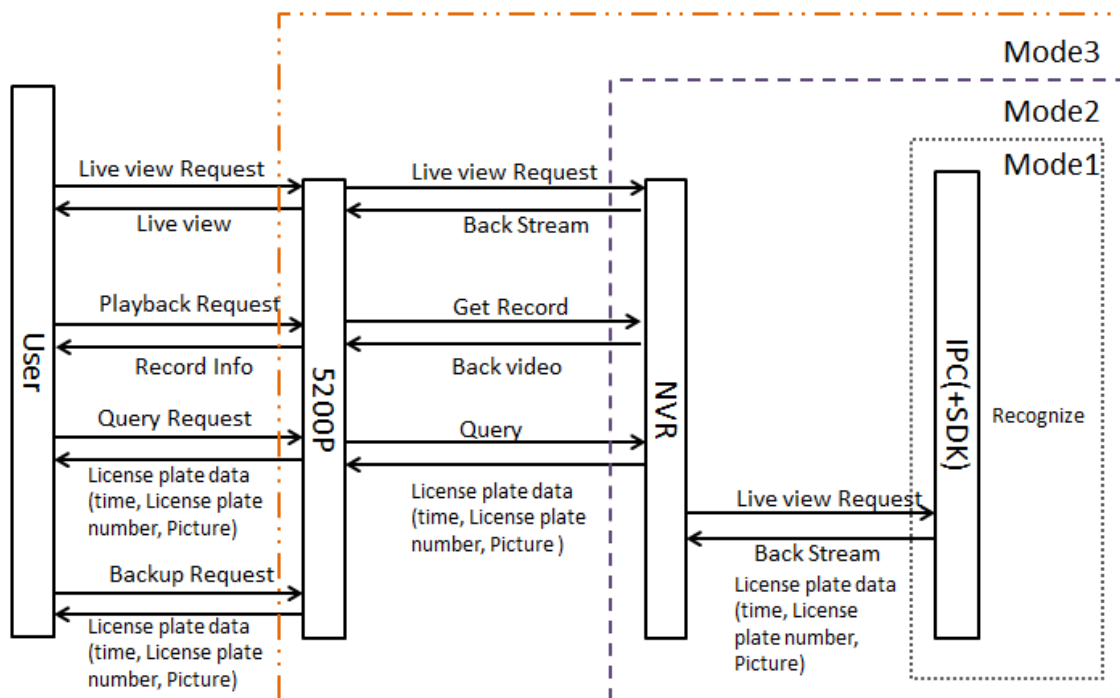 Mode3
Mode2
Mode1
Live view Request
Live view
Live view Request
Back Stream
Playback Request
Record Info
Get Record
Back video
User
5200P
NVR
IPC(+SDK)
Recognize
Query Request
License plate data
(time, License plate
number, Picture)
Query
License plate data
(time, License plate
number, Picture )
Live view Request
Back Stream
License plate data
(time, License
plate number,
Picture)
Backup Request
License plate data
(time, License plate
number, Picture)